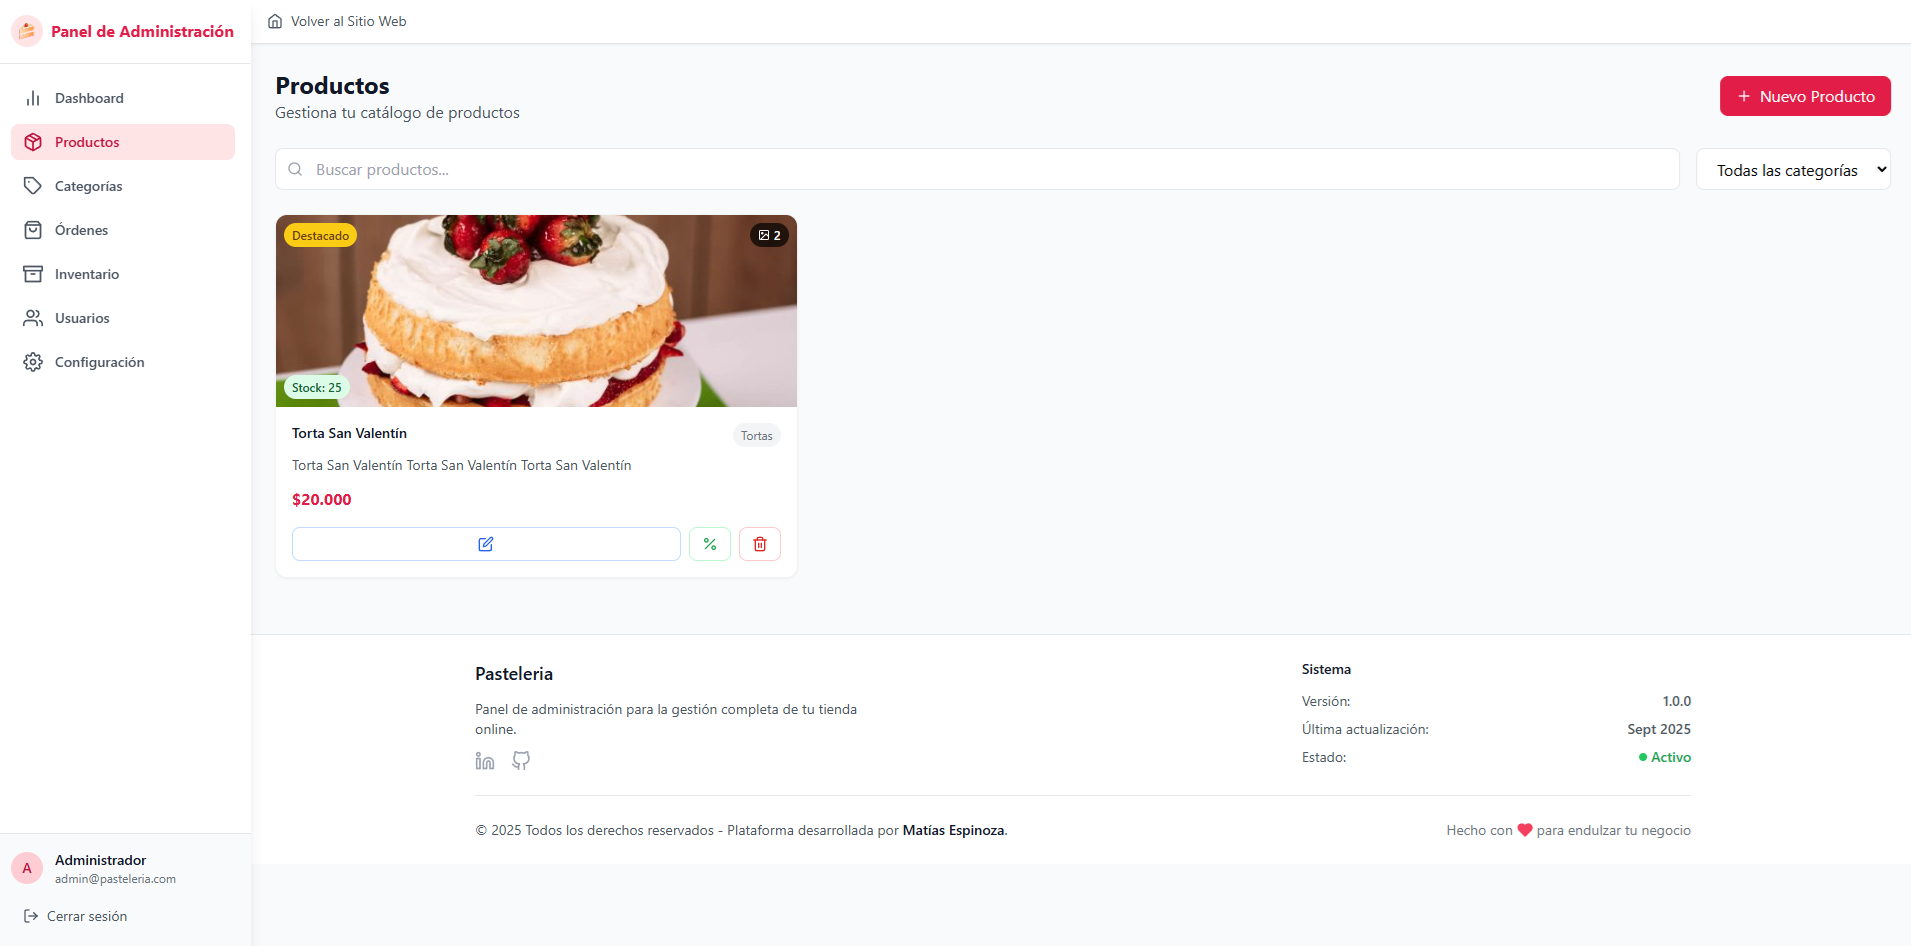 Panel de Administración
Dashboard
Productos
Categorías
Órdenes
Inventario
Usuarios
Configuración
Administrador
A
admin@pasteleria.com
Cerrar sesión
Volver al Sitio Web
Productos
Gestiona tu catálogo de productos
+ Nuevo Producto
Buscar productos...
Todas las categorías
Destacado
2
Stock: 25
Torta San Valentín
Tortas
Torta San Valentín Torta San Valentín Torta San Valentín
$20.000
%
Pasteleria
Panel de administración para la gestión completa de tu tienda
online.
Sistema
Versión: 1.0.0
Última actualización: Sept 2025
Estado: Activo
© 2025 Todos los derechos reservados - Plataforma desarrollada por Matías Espinoza.
Hecho con ❤ para endulzar tu negocio